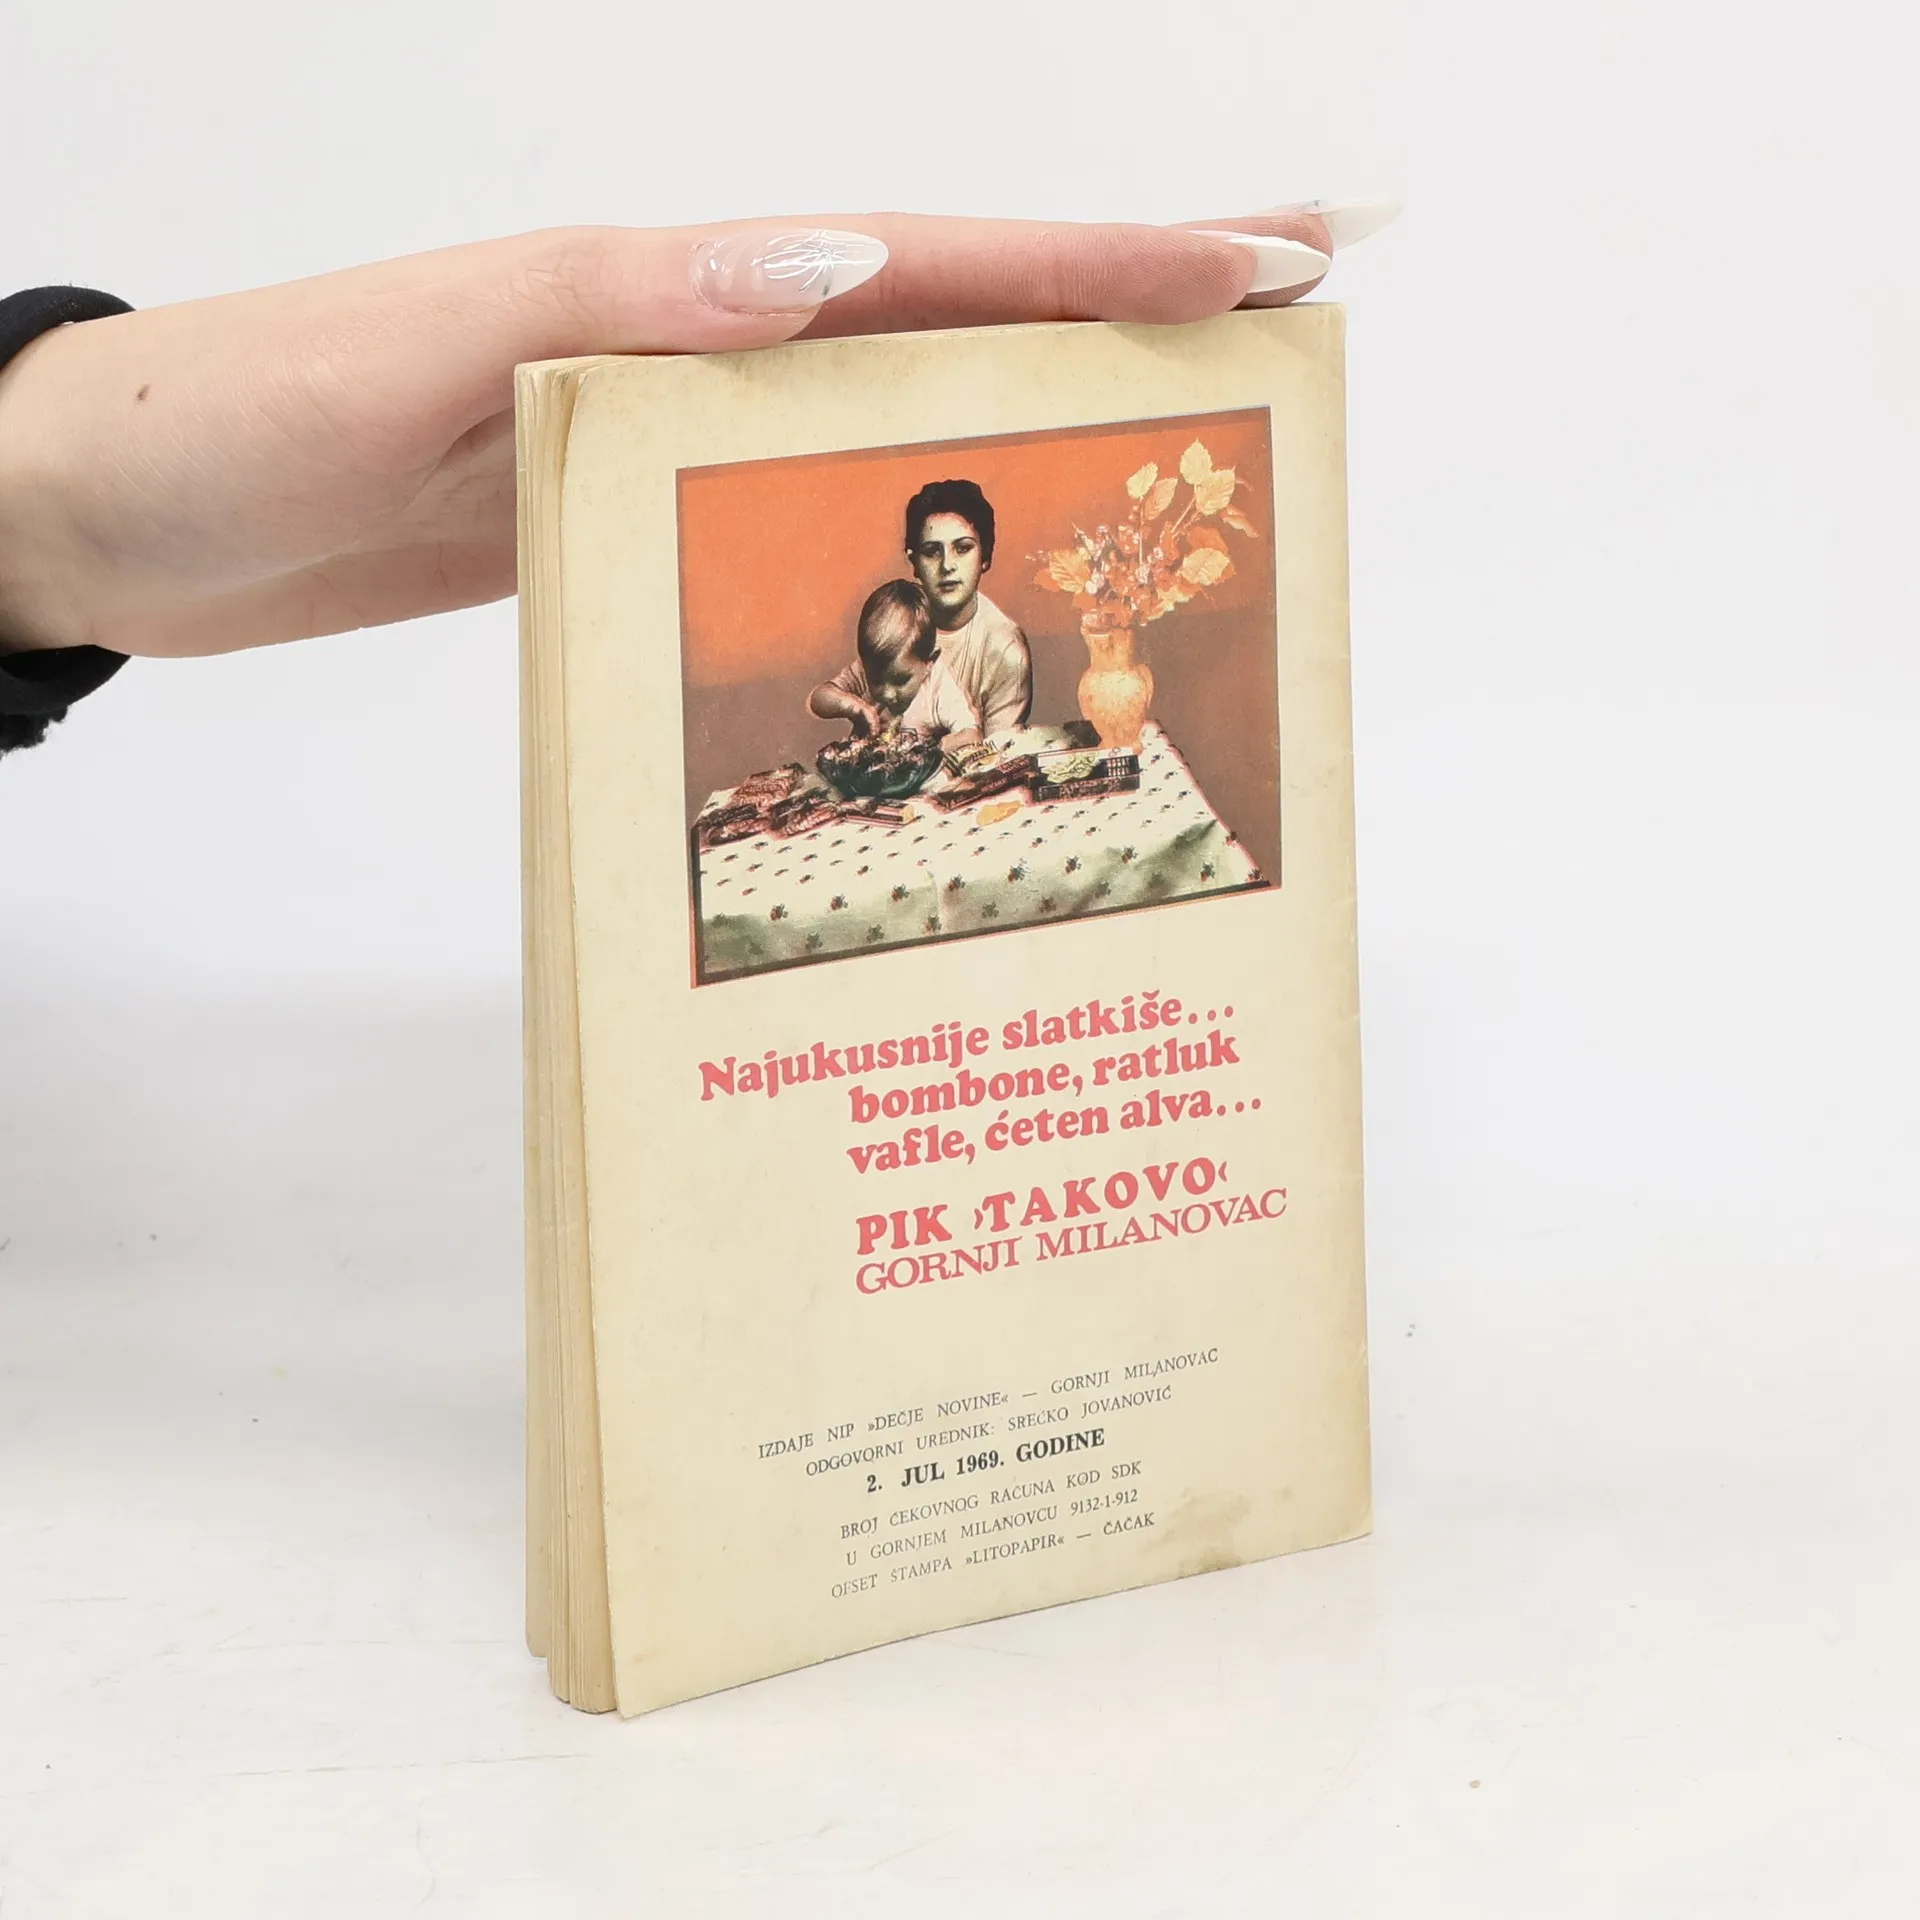 Najukusnije slatkiše...
bombone, ratluk
vafle, ćeten alva...
PIK ›TAKOVO‹
GORNJI MILANOVAC
IZDAJE NIP »DEČJE NOVINE« — GORNJI MILANOVAC
ODGOVORNI UREDNIK: SREĆKO JOVANOVIĆ
2. JUL 1969. GODINE
BROJ ČEKOVNOG RAČUNA KOD SDK
U GORNJEM MILANOVCU 9132-1-912
OFSET ŠTAMPA »LITOPAPIR« — ČAČAK